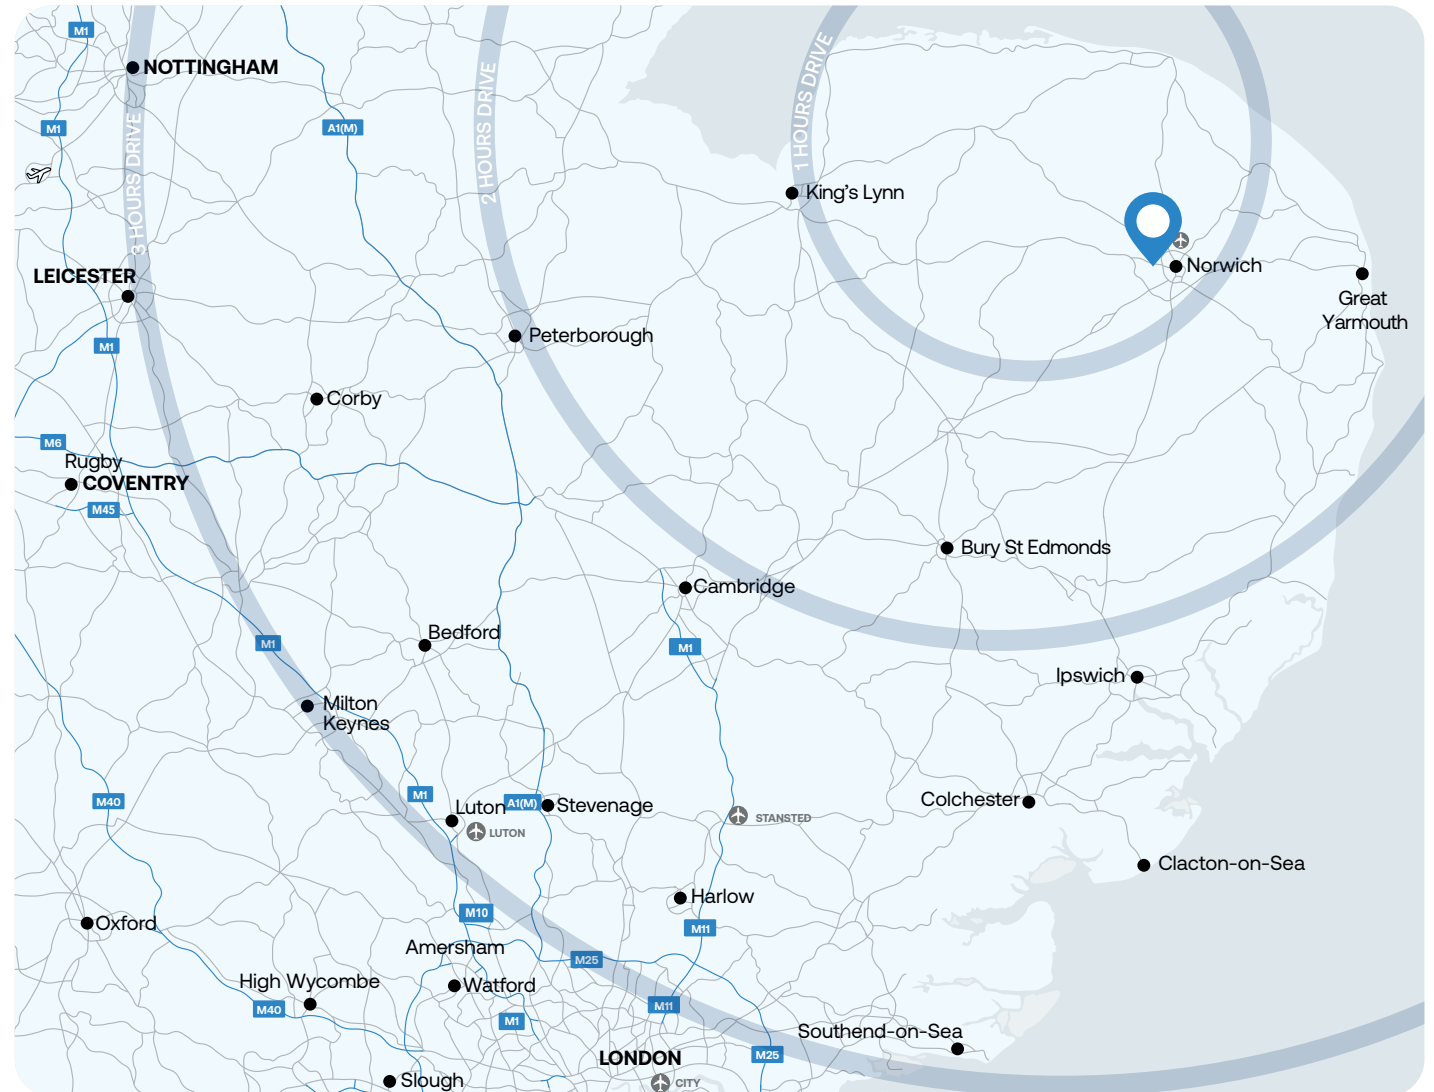 M1
NOTTINGHAM
M1
A1(M)
3 HOURS DRIVE
2 HOURS DRIVE
1 HOURS DRIVE
King's Lynn
Norwich
LEICESTER
Great
Yarmouth
M1
Peterborough
Corby
M6
Rugby
COVENTRY
M45
Bury St Edmonds
Cambridge
Bedford
M1
M1
Ipswich
Milton
Keynes
M40
M1
Luton
A1(M)
Stevenage
LUTON
STANSTED
Colchester
Clacton-on-Sea
Harlow
Oxford
M10
M11
Amersham
M25
High Wycombe
Watford
M40
M11
M1
Southend-on-Sea
LONDON
M25
Slough
CITY